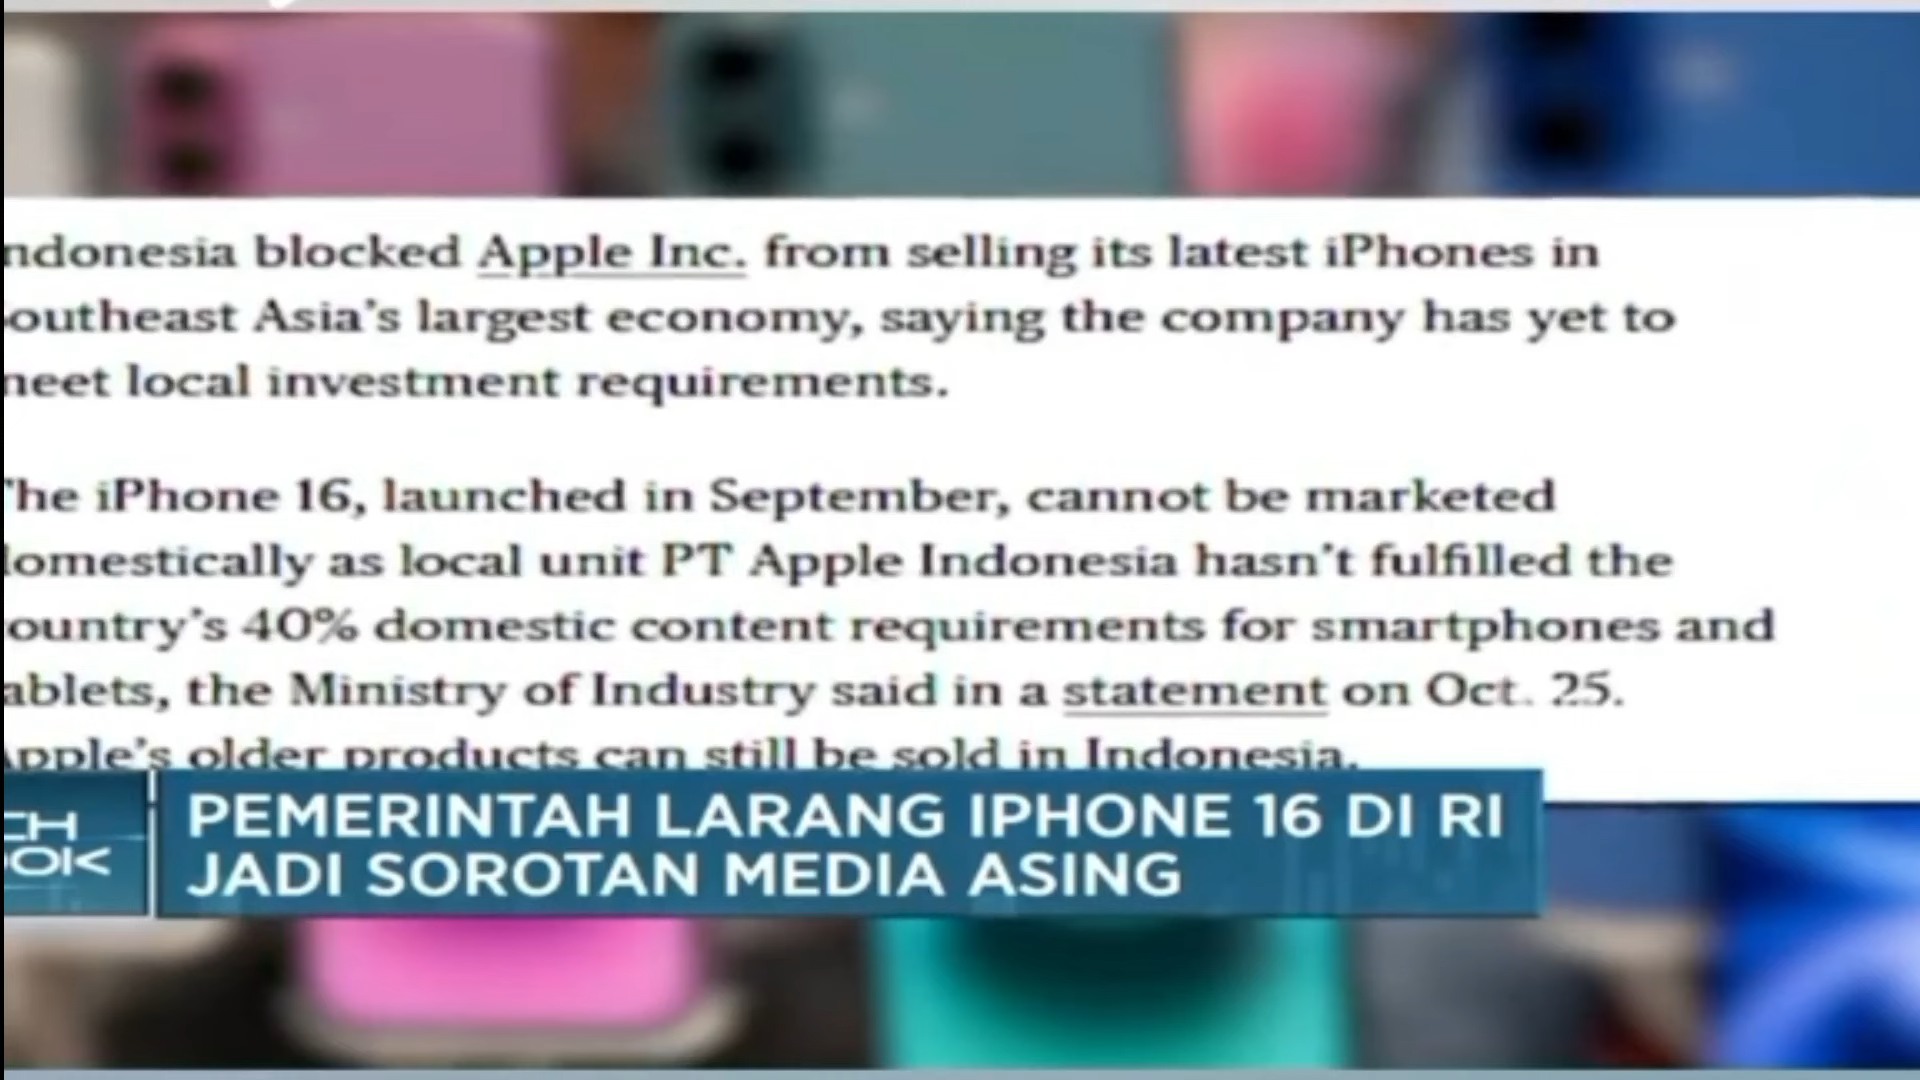 ndonesia blocked Apple Inc. from selling its latest iPhones in
outheast Asia's largest economy, saying the company has yet to
neet local investment requirements.
The iPhone 16, launched in September, cannot be marketed
domestically as local unit PT Apple Indonesia hasn't fulfilled the
ountry's 40% domestic content requirements for smartphones and
ablets, the Ministry of Industry said in a statement on Oct. 25.
Apple's older products can still be sold in Indonesia.
PEMERINTAH LARANG IPHONE 16 DI RI
JADI SOROTAN MEDIA ASING